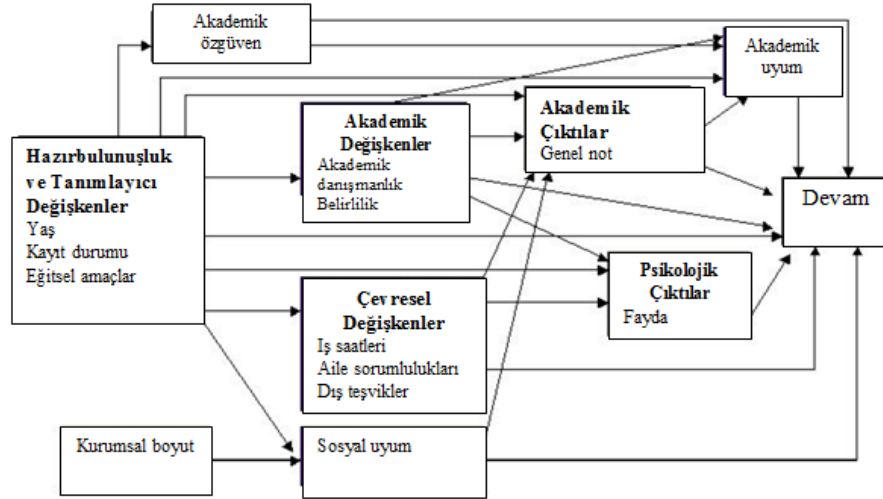 Akademik
özgüven
Akademik
uyum
Hazırbulunuşluk
ve Tanımlayıcı
Değişkenler
Yaş
Kayıt durumu
Eğitsel amaçlar
Akademik
Değişkenler
Akademik
danışmanlık
Belirlilik
Akademik
Çıktılar
Genel not
Devam
Psikolojik
Çıktılar
Fayda
Çevresel
Değişkenler
Iş saatleri
Aile sorumlulukları
Dış teşvikler
Kurumsal boyut
Sosyal uyum